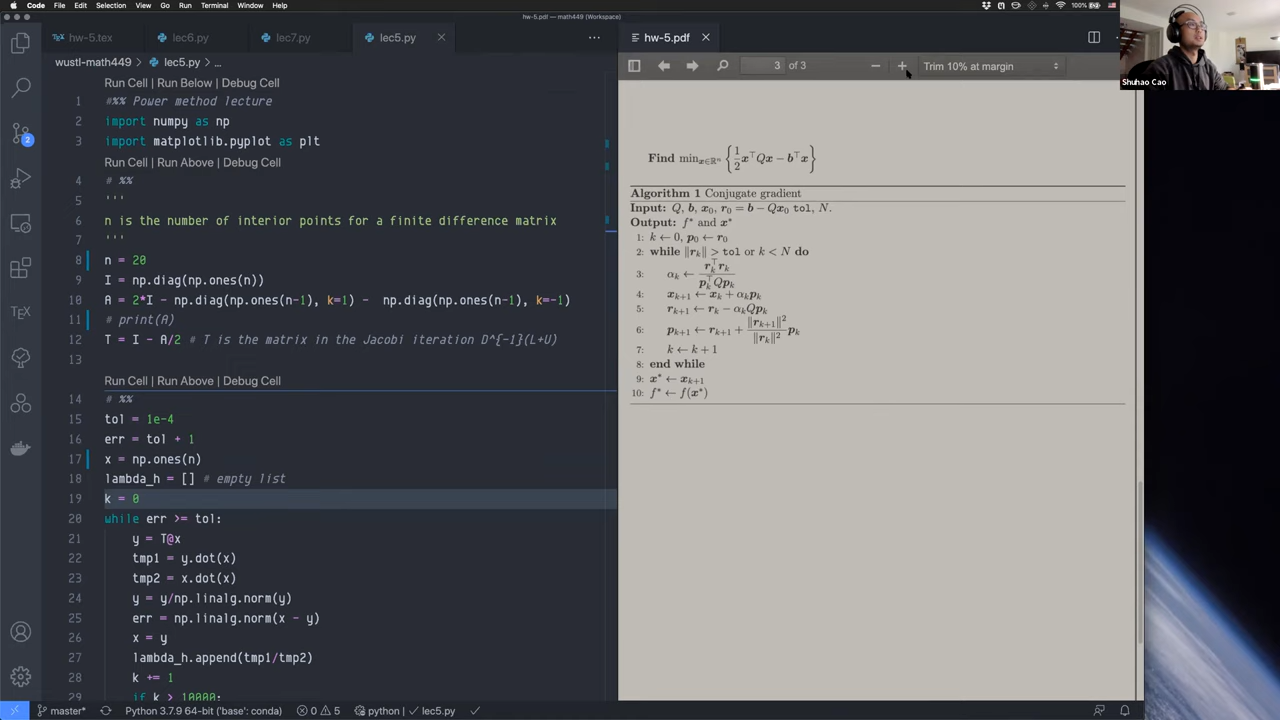 Code File Edit Selection View Go Run Terminal Window Help 100%
hw-5.pdf — math449 (Workspace)
hw-5.tex lec6.py lec7.py lec5.py
wustl-math449 > lec5.py > ...
Run Cell | Run Below | Debug Cell
1 #%% Power method lecture
2 import numpy as np
3 import matplotlib.pyplot as plt
Run Cell | Run Above | Debug Cell
4 # %%
5 '''
6 n is the number of interior points for a finite difference matrix
7 '''
8 n = 20
9 I = np.diag(np.ones(n))
10 A = 2*I - np.diag(np.ones(n-1), k=1) - np.diag(np.ones(n-1), k=-1)
11 # print(A)
12 T = I - A/2 # T is the matrix in the Jacobi iteration D^{-1}(L+U)
13
Run Cell | Run Above | Debug Cell
14 # %%
15 tol = 1e-4
16 err = tol + 1
17 x = np.ones(n)
18 lambda_h = [] # empty list
19 k = 0
20 while err >= tol:
21 y = T@x
22 tmp1 = y.dot(x)
23 tmp2 = x.dot(x)
24 y = y/np.linalg.norm(y)
25 err = np.linalg.norm(x - y)
26 x = y
27 lambda_h.append(tmp1/tmp2)
28 k += 1
29 if k > 10000:
2
TEX
master* Python 3.7.9 64-bit ('base': conda) 0 5 python | ✓ lec5.py ✓
hw-5.pdf
3 of 3 Trim 10% at margin
Shuhao Cao
Find min_{x∈ℝⁿ} {1/2 x⊤Qx − b⊤x}
Algorithm 1 Conjugate gradient
Input: Q, b, x₀, r₀ = b − Qx₀ tol, N.
Output: f* and x*
1: k ← 0, p₀ ← r₀
2: while ‖r_k‖ > tol or k < N do
3: α_k ← r_k⊤r_k / p_k⊤Qp_k
4: x_{k+1} ← x_k + α_k p_k
5: r_{k+1} ← r_k − α_k Qp_k
6: p_{k+1} ← r_{k+1} + ‖r_{k+1}‖² / ‖r_k‖² p_k
7: k ← k + 1
8: end while
9: x* ← x_{k+1}
10: f* ← f(x*)